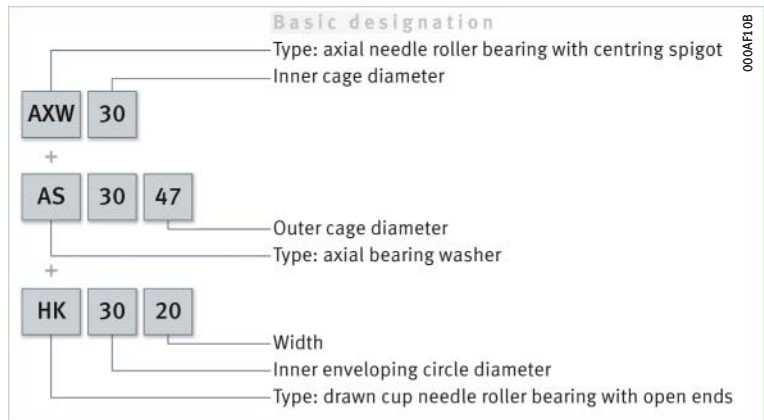 Basic designation
Type: axial needle roller bearing with centring spigot
Inner cage diameter
AXW 30
+
AS 30 47
Outer cage diameter
Type: axial bearing washer
+
HK 30 20
Width
Inner enveloping circle diameter
Type: drawn cup needle roller bearing with open ends
000AF10B